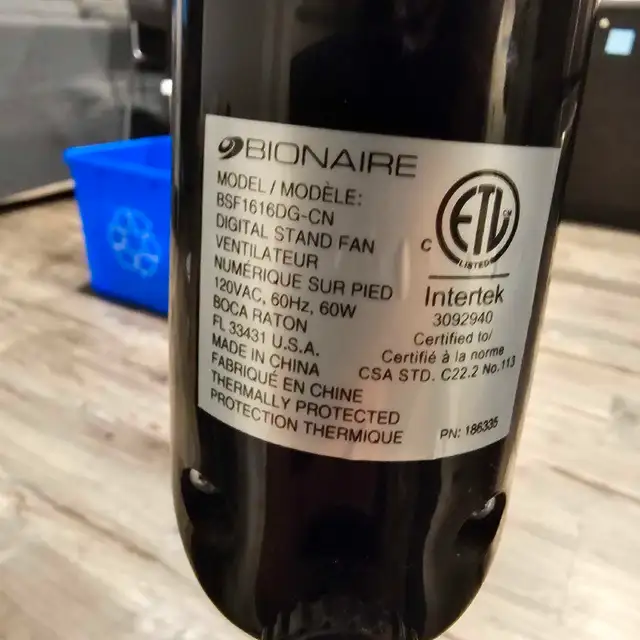 BIONAIRE
MODEL / MODÈLE:
BSF1616DG-CN
DIGITAL STAND FAN
VENTILATEUR
NUMÉRIQUE SUR PIED
120VAC, 60Hz, 60W
BOCA RATON
FL 33431 U.S.A.
MADE IN CHINA
FABRIQUÉ EN CHINE
THERMALLY PROTECTED
PROTECTION THERMIQUE
C
ETL
LISTED
Intertek
3092940
Certified to/
Certifié à la norme
CSA STD. C22.2 No.113
PN: 186335